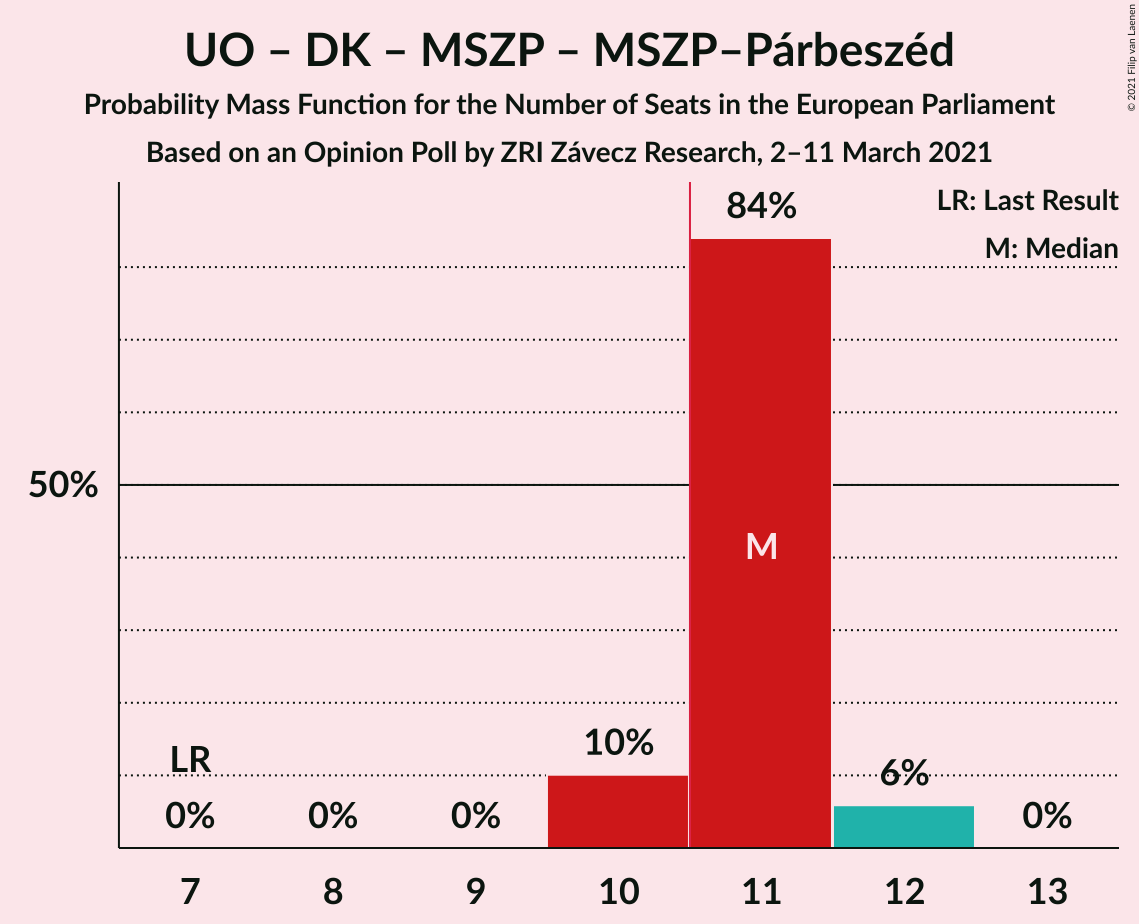 UO – DK – MSZP – MSZP–Párbeszéd
Probability Mass Function for the Number of Seats in the European Parliament
Based on an Opinion Poll by ZRI Závecz Research, 2–11 March 2021
© 2021 Filip van Laenen
LR: Last Result
M: Median
84%
50%
M
10%
LR
6%
0% 0% 0% 0%
7 8 9 10 11 12 13